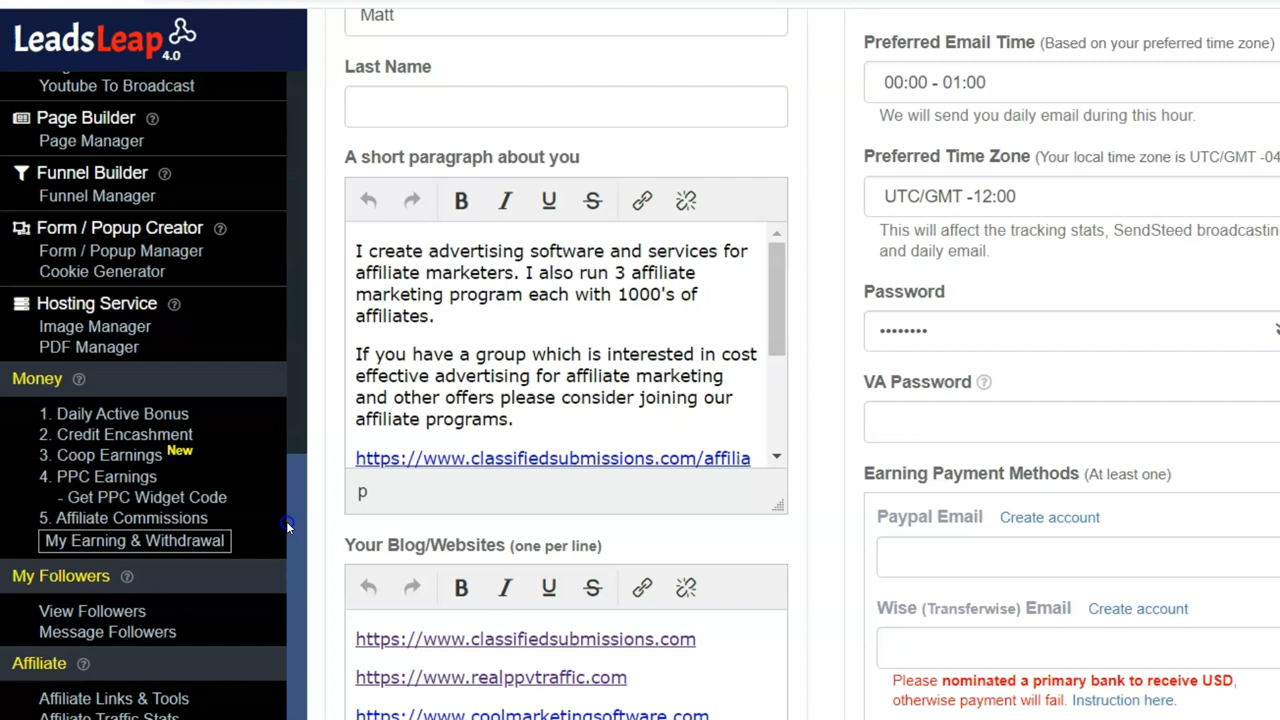 LeadsLeap 4.0
Youtube To Broadcast
Page Builder
Page Manager
Funnel Builder
Funnel Manager
Form / Popup Creator
Form / Popup Manager
Cookie Generator
Hosting Service
Image Manager
PDF Manager
Money
1. Daily Active Bonus
2. Credit Encashment
3. Coop Earnings New
4. PPC Earnings
- Get PPC Widget Code
5. Affiliate Commissions
My Earning & Withdrawal
My Followers
View Followers
Message Followers
Affiliate
Affiliate Links & Tools
Affiliate Traffic Stats
Matt
Last Name
A short paragraph about you
B I U S
I create advertising software and services for
affiliate marketers. I also run 3 affiliate
marketing program each with 1000's of
affiliates.
If you have a group which is interested in cost
effective advertising for affiliate marketing
and other offers please consider joining our
affiliate programs.
https://www.classifiedsubmissions.com/affilia
p
Your Blog/Websites (one per line)
B I U S
https://www.classifiedsubmissions.com
https://www.realppvtraffic.com
https://www.coolmarketingsoftware.com
Preferred Email Time (Based on your preferred time zone)
00:00 - 01:00
We will send you daily email during this hour.
Preferred Time Zone (Your local time zone is UTC/GMT -04
UTC/GMT -12:00
This will affect the tracking stats, SendSteed broadcastin
and daily email.
Password
••••••••
VA Password
Earning Payment Methods (At least one)
Paypal Email Create account
Wise (Transferwise) Email Create account
Please nominated a primary bank to receive USD,
otherwise payment will fail. Instruction here.